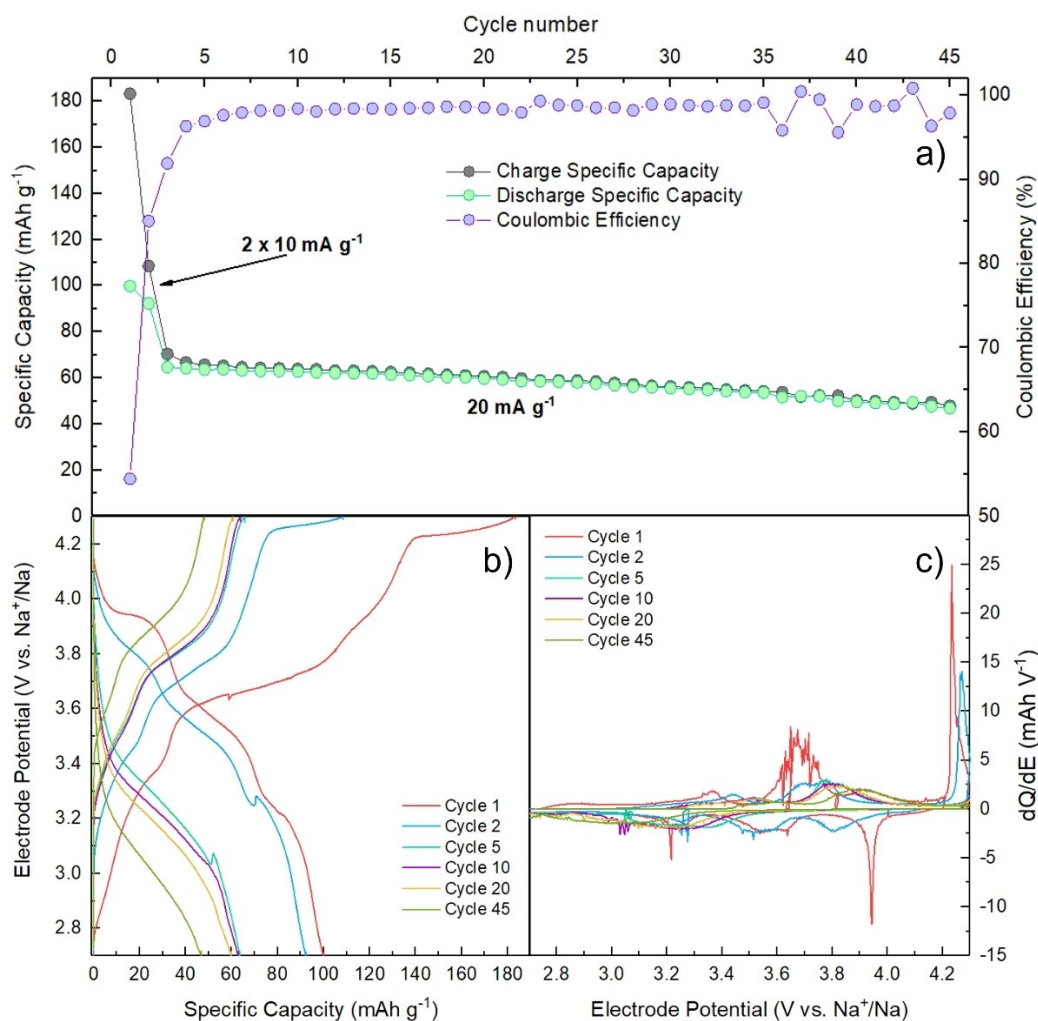 Cycle number
0 5 10 15 20 25 30 35 40 45
180
160
140
120
100
80
60
40
20
0
Specific Capacity (mAh g⁻¹)
100
90
80
70
60
50
Coulombic Efficiency (%)
a)
Charge Specific Capacity
Discharge Specific Capacity
Coulombic Efficiency
2 x 10 mA g⁻¹
20 mA g⁻¹
4.2
4.0
3.8
3.6
3.4
3.2
3.0
2.8
Electrode Potential (V vs. Na⁺/Na)
b)
Cycle 1
Cycle 2
Cycle 5
Cycle 10
Cycle 20
Cycle 45
0 20 40 60 80 100 120 140 160 180
Specific Capacity (mAh g⁻¹)
c)
Cycle 1
Cycle 2
Cycle 5
Cycle 10
Cycle 20
Cycle 45
25
20
15
10
5
0
-5
-10
-15
dQ/dE (mAh V⁻¹)
2.8 3.0 3.2 3.4 3.6 3.8 4.0 4.2
Electrode Potential (V vs. Na⁺/Na)